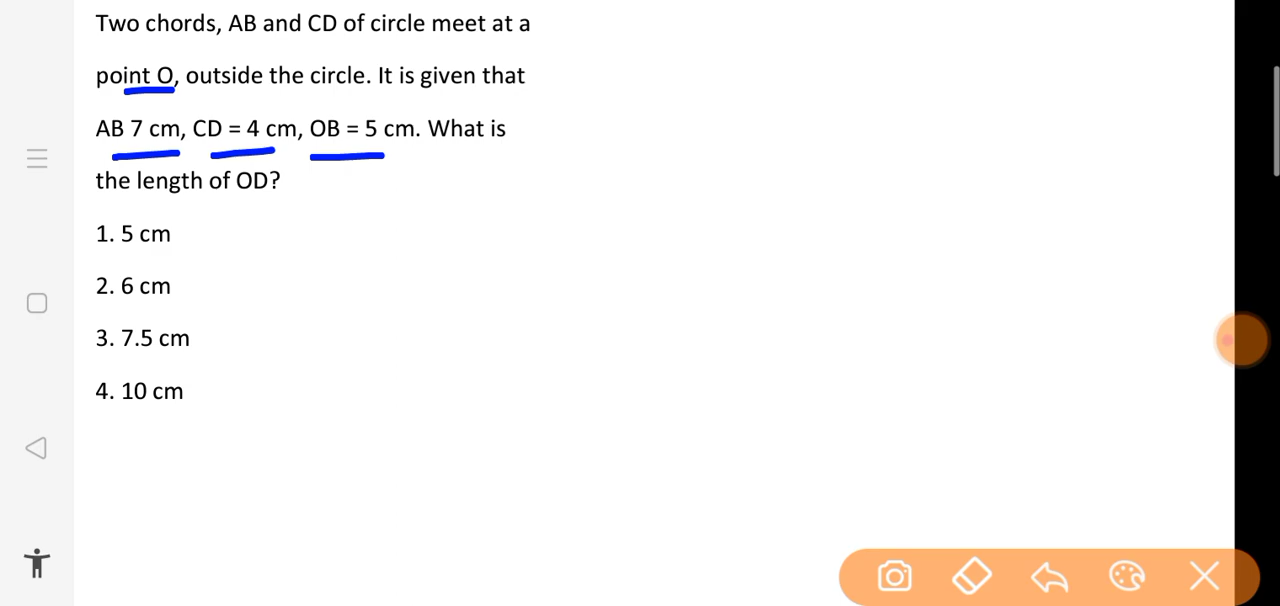 Two chords, AB and CD of circle meet at a
point O, outside the circle. It is given that
AB 7 cm, CD = 4 cm, OB = 5 cm. What is
the length of OD?
1. 5 cm
2. 6 cm
3. 7.5 cm
4. 10 cm